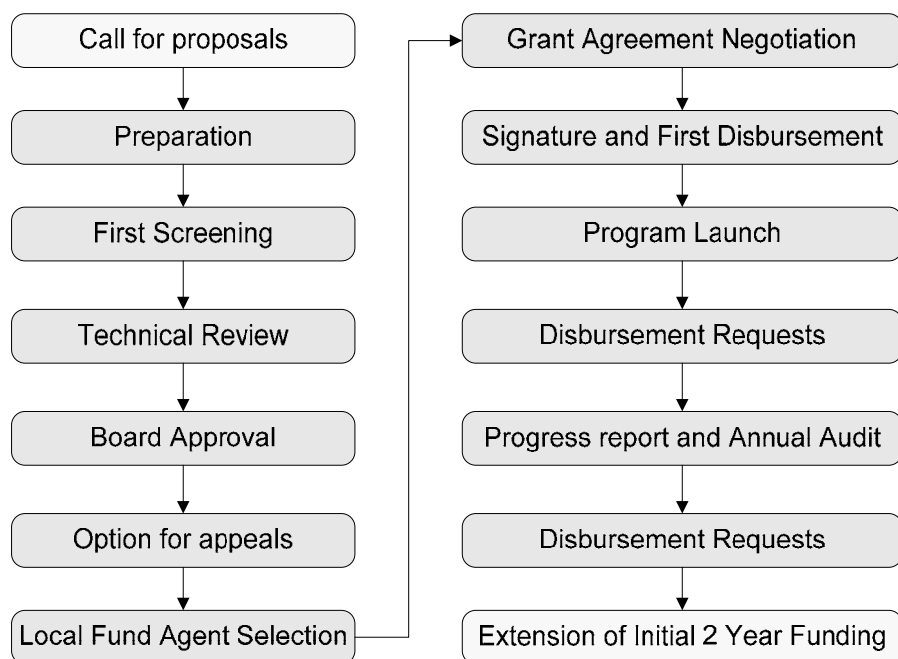 Call for proposals
Preparation
First Screening
Technical Review
Board Approval
Option for appeals
Local Fund Agent Selection
Grant Agreement Negotiation
Signature and First Disbursement
Program Launch
Disbursement Requests
Progress report and Annual Audit
Disbursement Requests
Extension of Initial 2 Year Funding